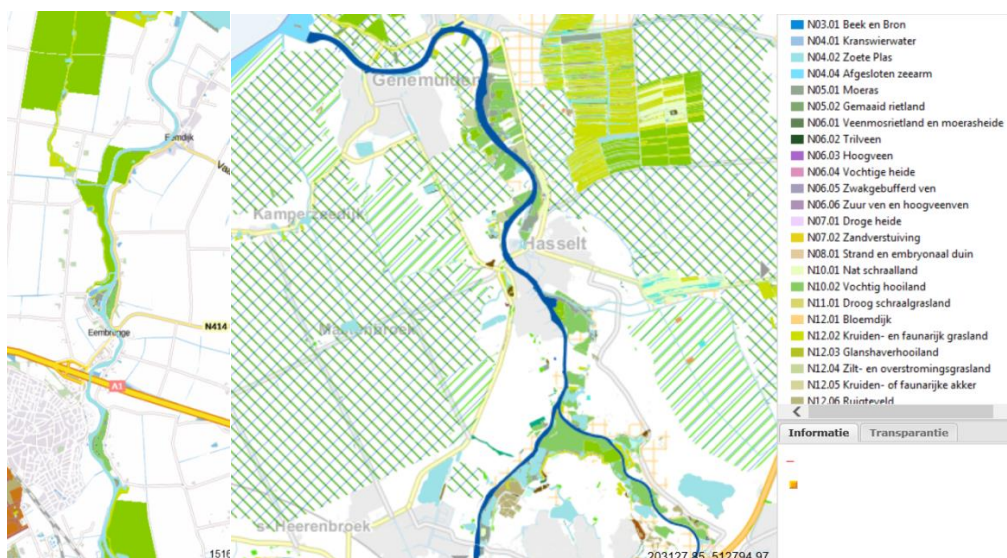 Eemdijk
Eembrugge
N414
A1
1516
Genemuiden
Kamperzeedijk
Hasselt
Mastenbroek
's Heerenbroek
203127.85, 512794.97
N03.01 Beek en Bron
N04.01 Kranswierwater
N04.02 Zoete Plas
N04.04 Afgesloten zeearm
N05.01 Moeras
N05.02 Gemaaid rietland
N06.01 Veenmosrietland en moerasheide
N06.02 Trilveen
N06.03 Hoogveen
N06.04 Vochtige heide
N06.05 Zwakgebufferd ven
N06.06 Zuur ven en hoogveenven
N07.01 Droge heide
N07.02 Zandverstuiving
N08.01 Strand en embryonaal duin
N10.01 Nat schraalland
N10.02 Vochtig hooiland
N11.01 Droog schraalgrasland
N12.01 Bloemdijk
N12.02 Kruiden- en faunarijk grasland
N12.03 Glanshaverhooiland
N12.04 Zilt- en overstromingsgrasland
N12.05 Kruiden- of faunarijke akker
N12.06 Ruigteveld
Informatie Transparantie